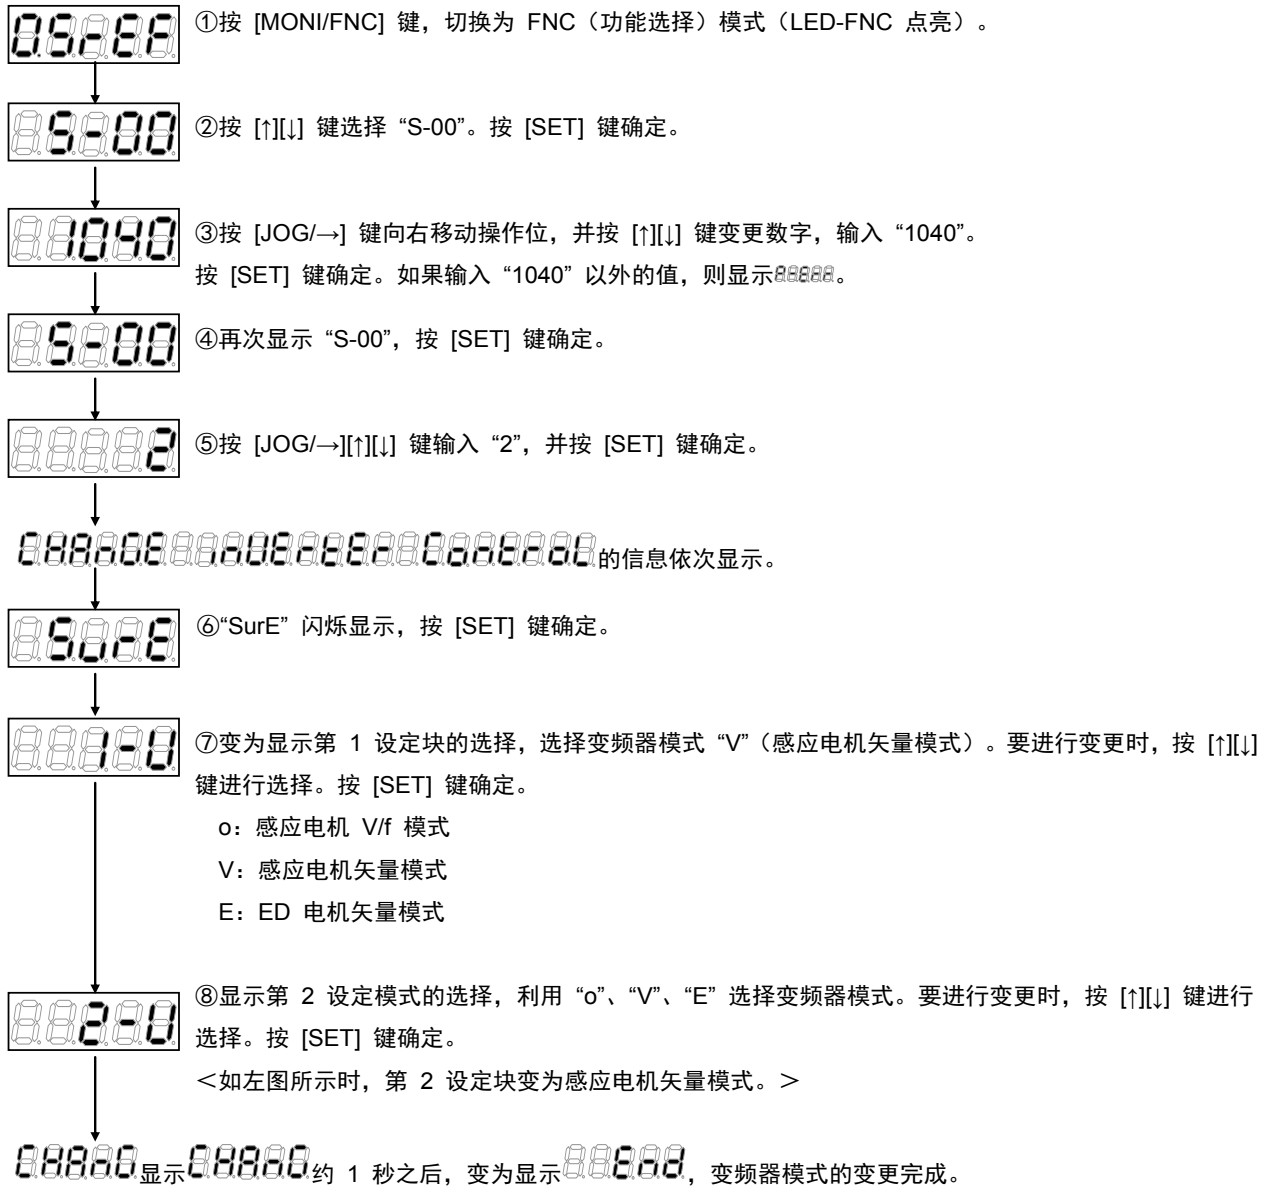 0.SrEF ①按 [MONI/FNC] 键，切换为 FNC（功能选择）模式（LED-FNC 点亮）。
S-00 ②按 [↑][↓] 键选择 “S-00”。按 [SET] 键确定。
1040 ③按 [JOG/→] 键向右移动操作位，并按 [↑][↓] 键变更数字，输入 “1040”。
按 [SET] 键确定。如果输入 “1040” 以外的值，则显示。
S-00 ④再次显示 “S-00”，按 [SET] 键确定。
2 ⑤按 [JOG/→][↑][↓] 键输入 “2”，并按 [SET] 键确定。
CHAnGE inUErtEr ControL 的信息依次显示。
SurE ⑥“SurE” 闪烁显示，按 [SET] 键确定。
1-U ⑦变为显示第 1 设定块的选择，选择变频器模式 “V”（感应电机矢量模式）。要进行变更时，按 [↑][↓]
键进行选择。按 [SET] 键确定。
o：感应电机 V/f 模式
V：感应电机矢量模式
E：ED 电机矢量模式
2-U ⑧显示第 2 设定模式的选择，利用 “o”、“V”、“E” 选择变频器模式。要进行变更时，按 [↑][↓] 键进行
选择。按 [SET] 键确定。
＜如左图所示时，第 2 设定块变为感应电机矢量模式。＞
CHAnG 显示 CHAnG 约 1 秒之后，变为显示 End，变频器模式的变更完成。